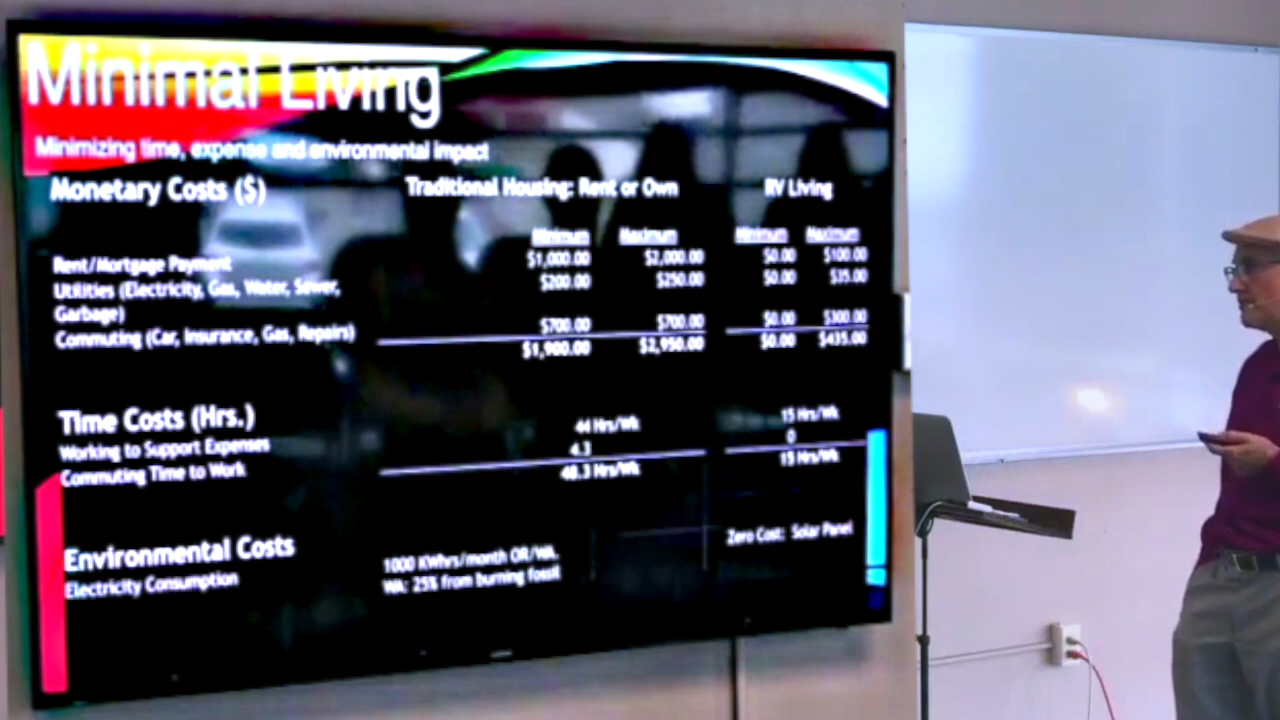 Minimal Living
Minimizing time, expense and environmental impact
Monetary Costs ($) Traditional Housing: Rent or Own RV Living
Minimum Maximum Minimum Maximum
Rent/Mortgage Payment $1,000.00 $2,000.00 $0.00 $100.00
Utilities (Electricity, Gas, Water, Sewer, $200.00 $250.00 $0.00 $35.00
Garbage)
Commuting (Car, Insurance, Gas, Repairs) $700.00 $700.00 $0.00 $300.00
$1,900.00 $2,950.00 $0.00 $435.00
Time Costs (Hrs.)
Working to Support Expenses 44 Hrs/Wk 15 Hrs/Wk
Commuting Time to Work 4.3 0
48.3 Hrs/Wk 15 Hrs/Wk
Environmental Costs
Electricity Consumption 1000 KWhrs/month OR/WA. Zero Cost: Solar Panel
WA: 25% from burning fossil